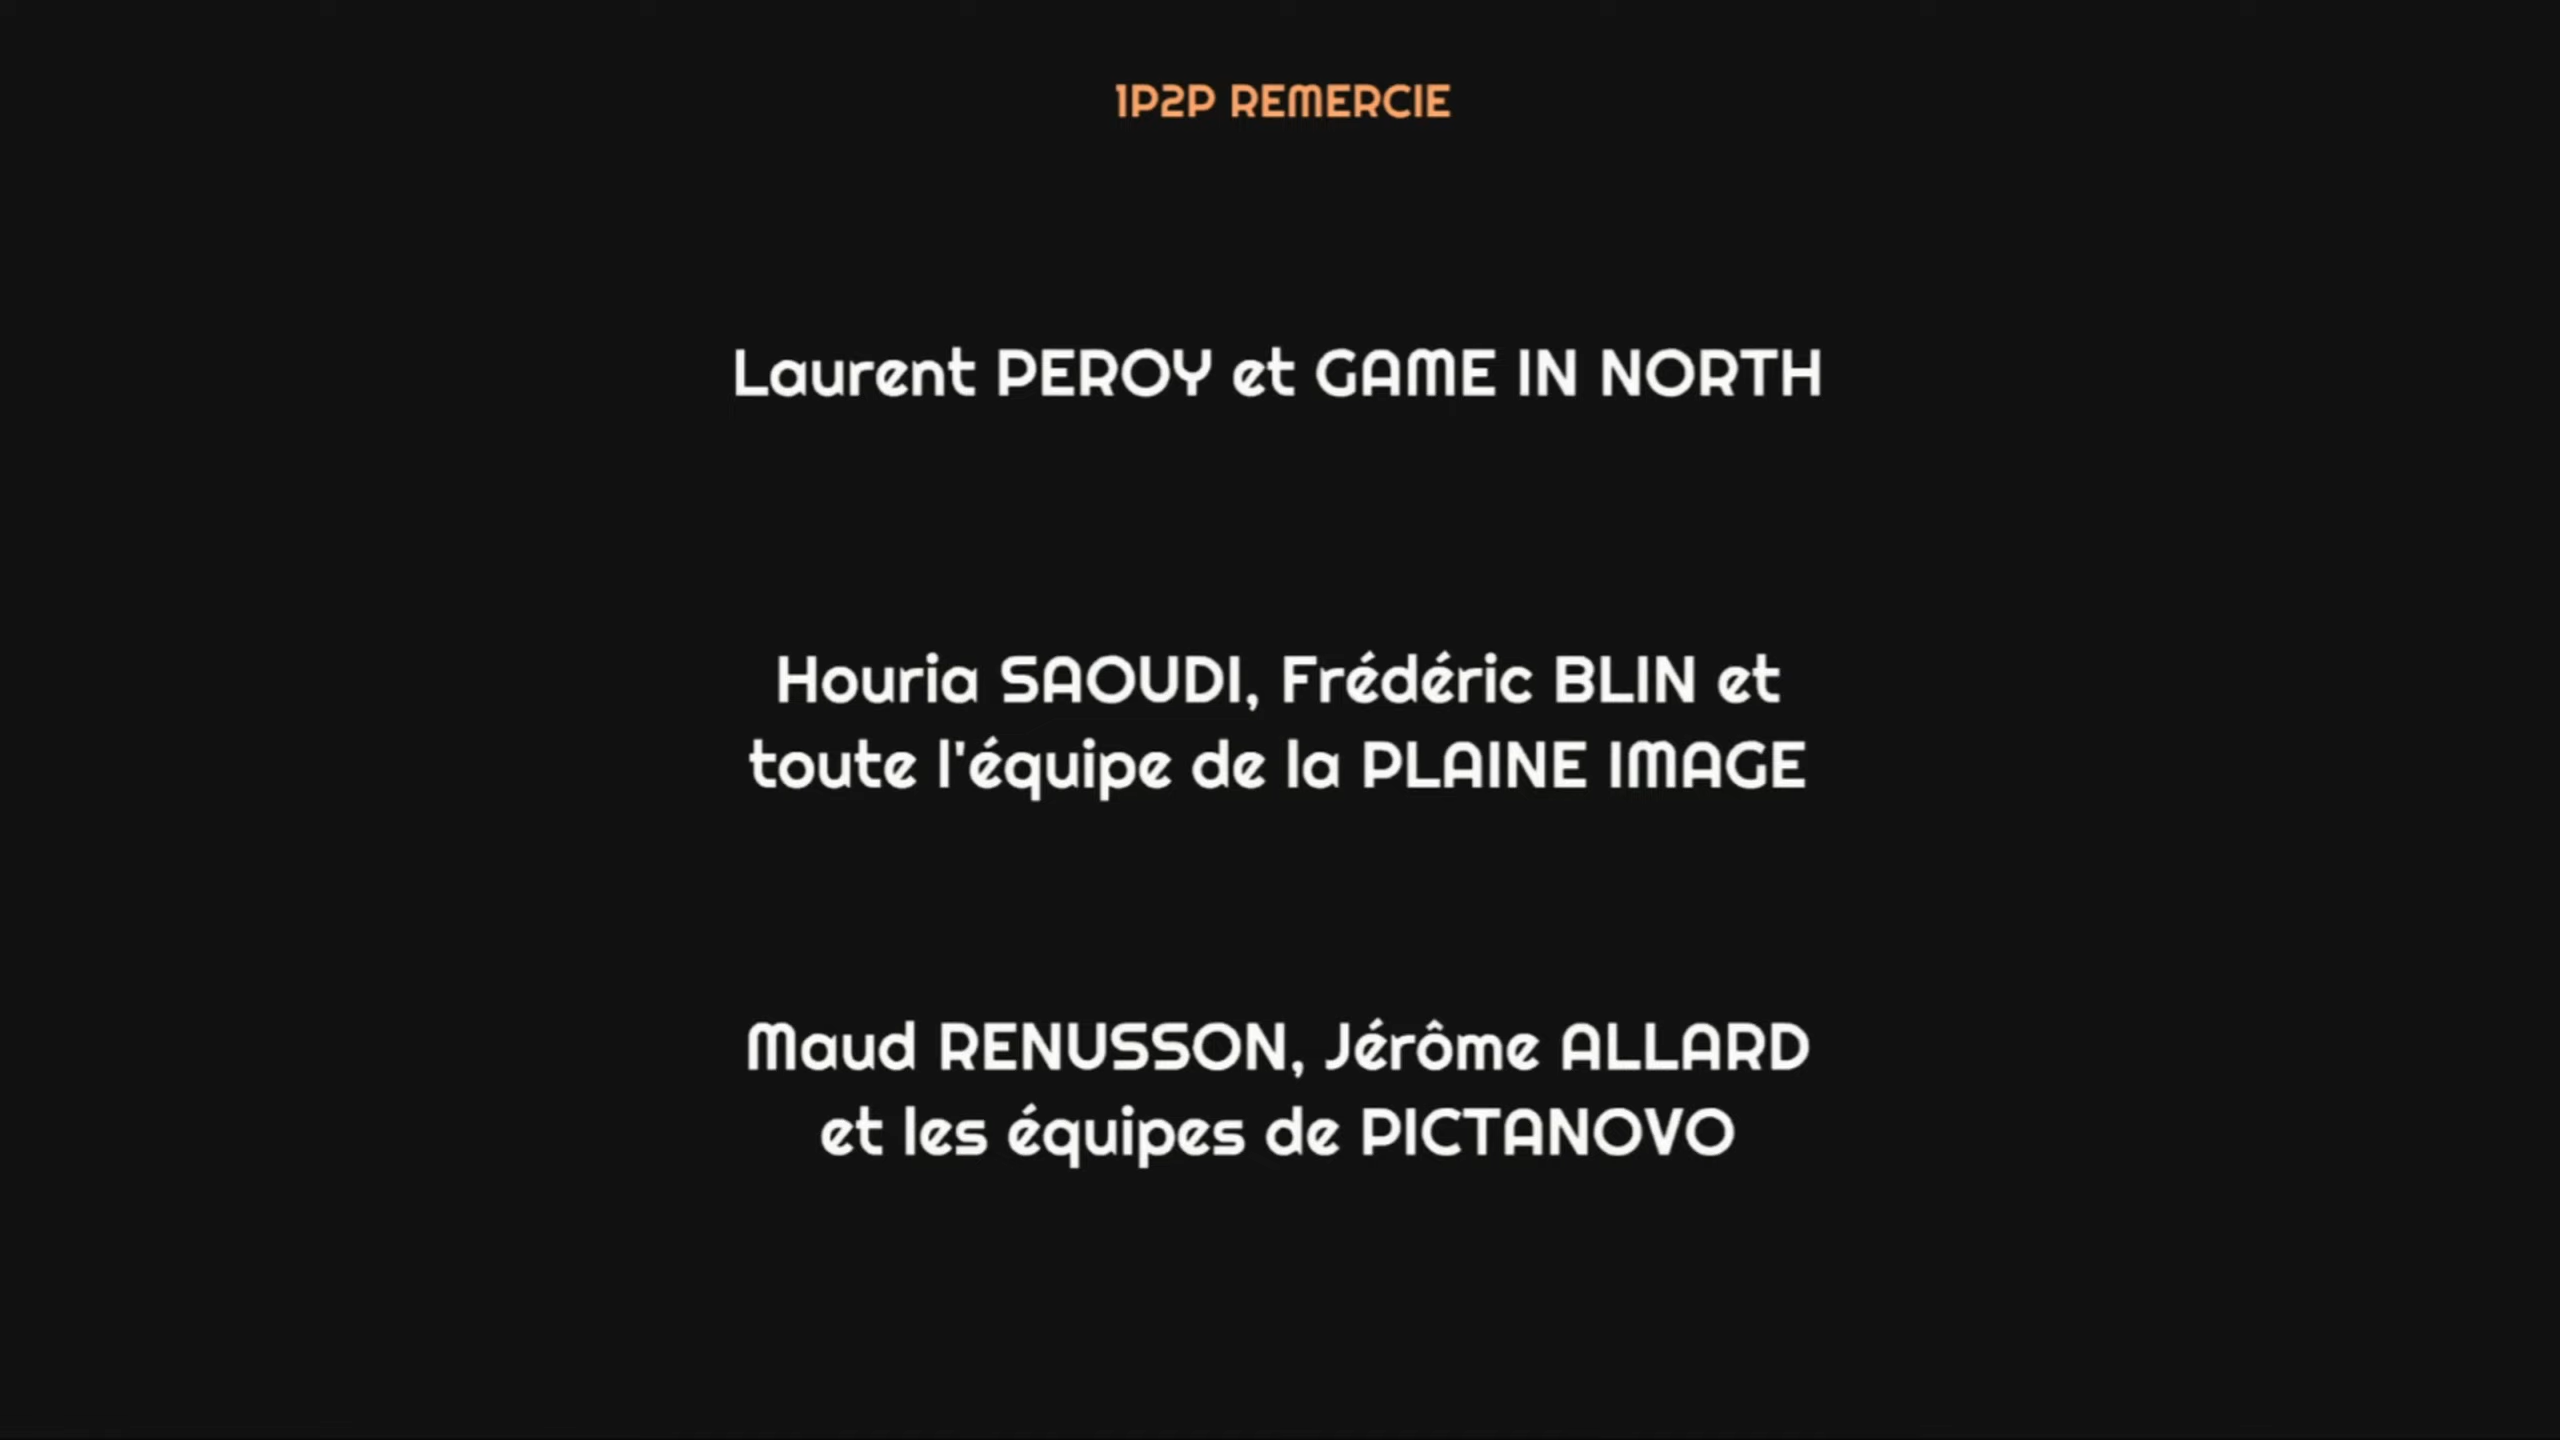 1P2P REMERCIE
Laurent PEROY et GAME IN NORTH
Houria SAOUDI, Frédéric BLIN et
toute l'équipe de la PLAINE IMAGE
Maud RENUSSON, Jérôme ALLARD
et les équipes de PICTANOVO